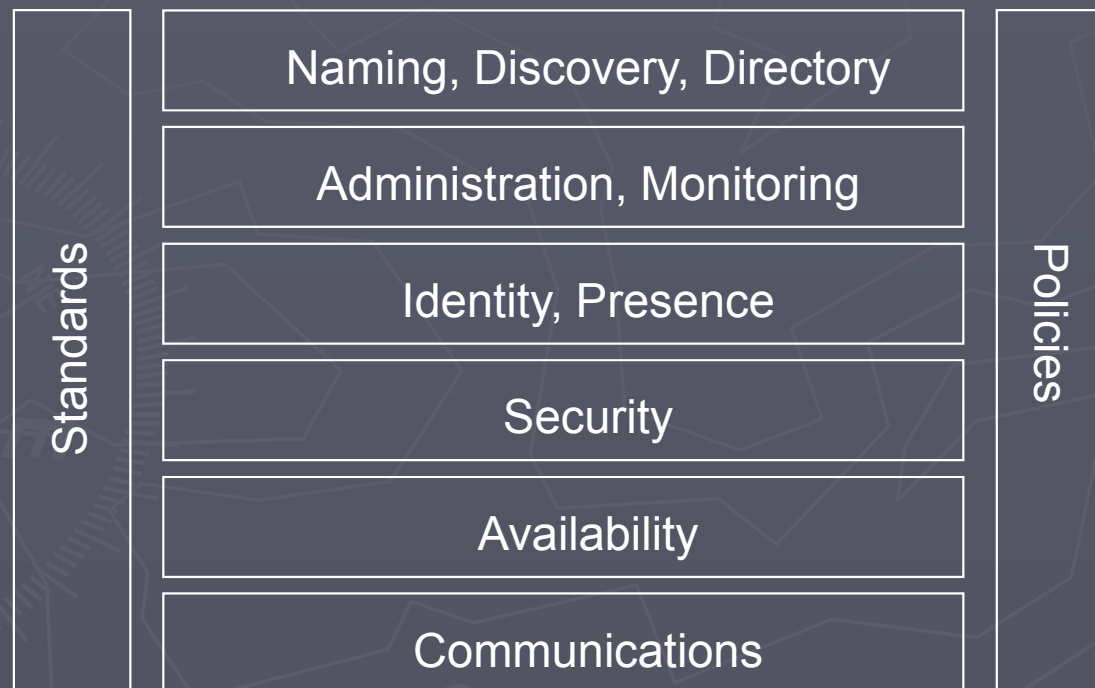 Standards
Naming, Discovery, Directory
Administration, Monitoring
Identity, Presence
Security
Availability
Communications
Policies